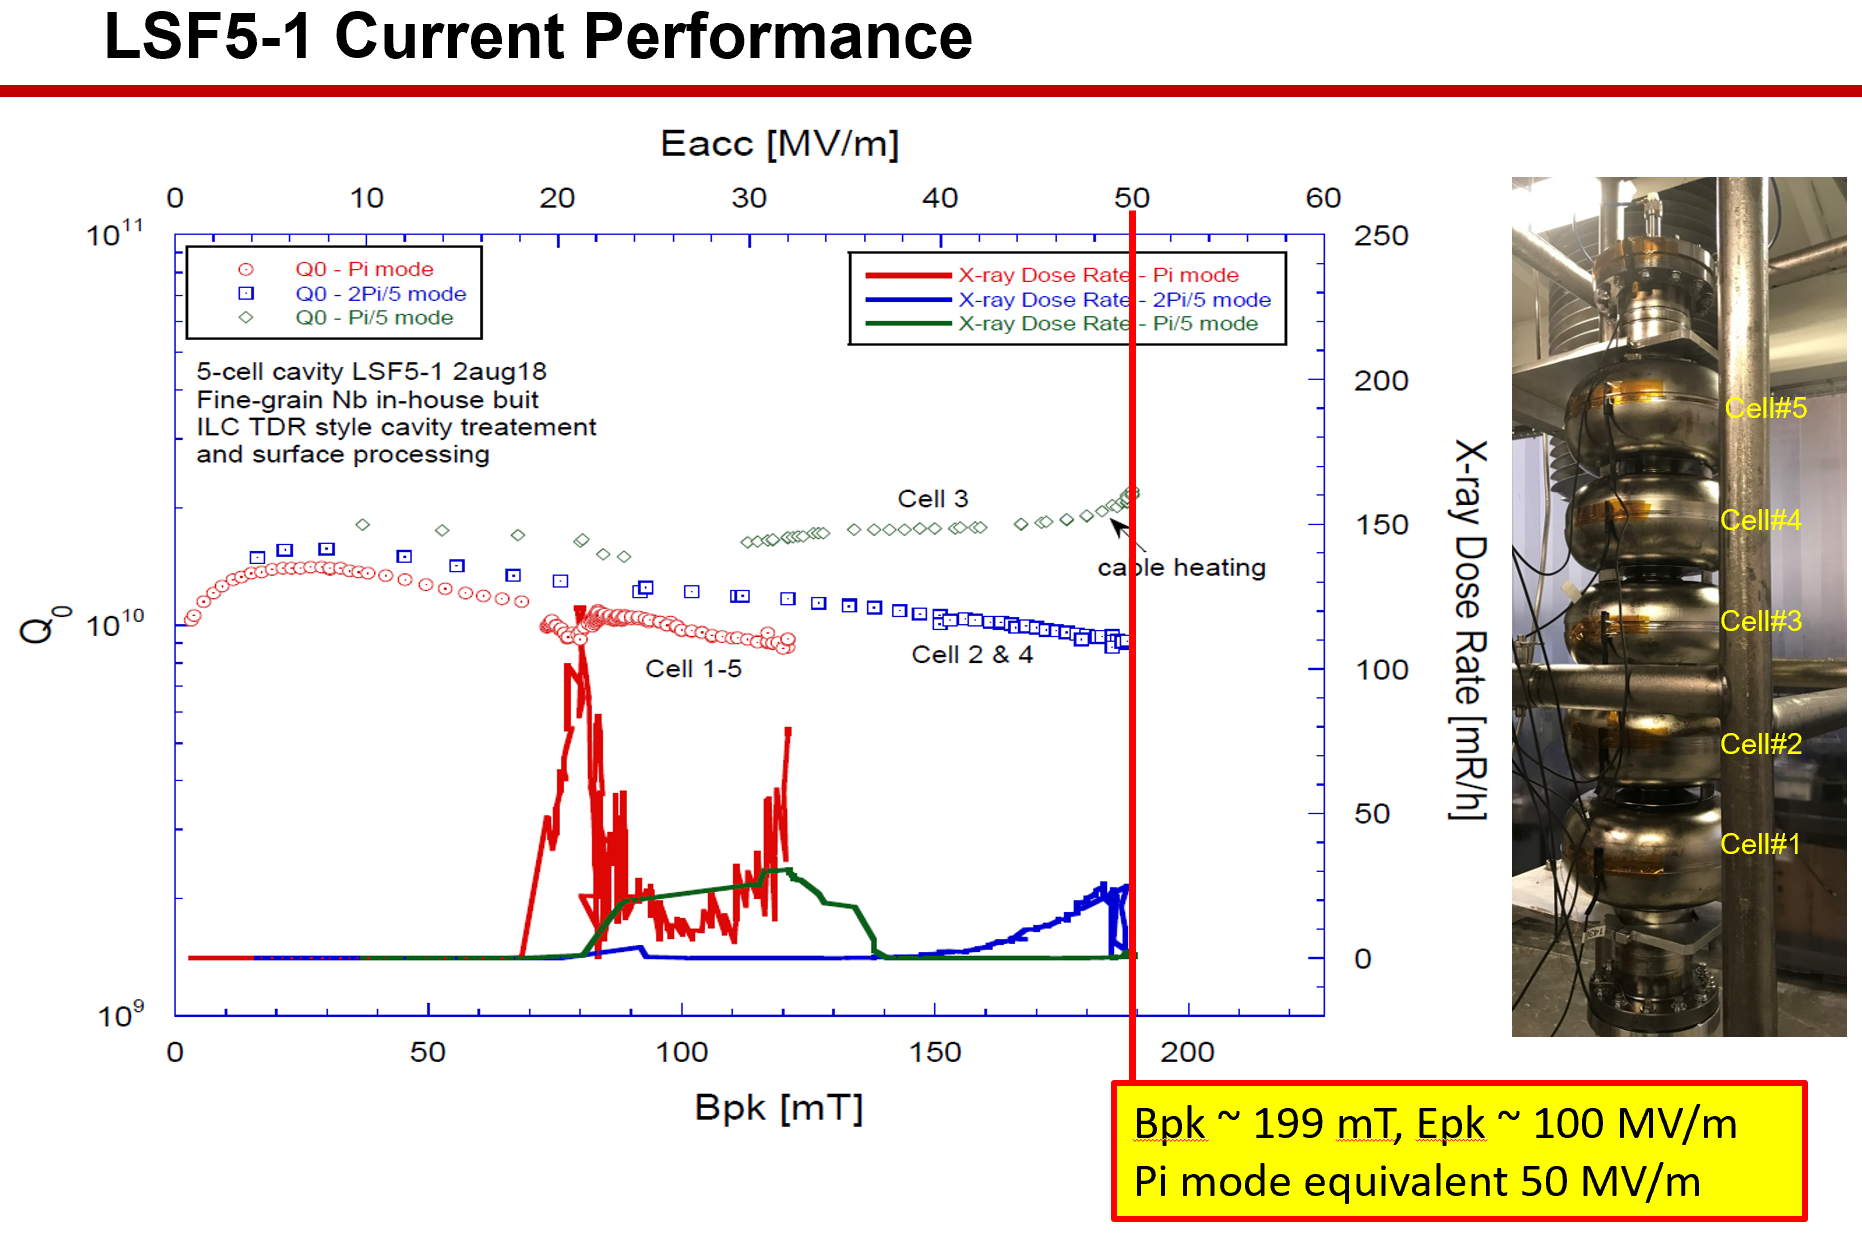 LSF5-1 Current Performance
Eacc [MV/m]
0 10 20 30 40 50 60
10^11
10^10
10^9
Q0
Q0 - Pi mode
Q0 - 2Pi/5 mode
Q0 - Pi/5 mode
X-ray Dose Rate - Pi mode
X-ray Dose Rate - 2Pi/5 mode
X-ray Dose Rate - Pi/5 mode
5-cell cavity LSF5-1 2aug18
Fine-grain Nb in-house buit
ILC TDR style cavity treatement
and surface processing
Cell 3
cable heating
Cell 1-5
Cell 2 & 4
250
200
150
100
50
0
X-ray Dose Rate [mR/h]
0 50 100 150 200
Bpk [mT]
Cell#5
Cell#4
Cell#3
Cell#2
Cell#1
Bpk ~ 199 mT, Epk ~ 100 MV/m
Pi mode equivalent 50 MV/m